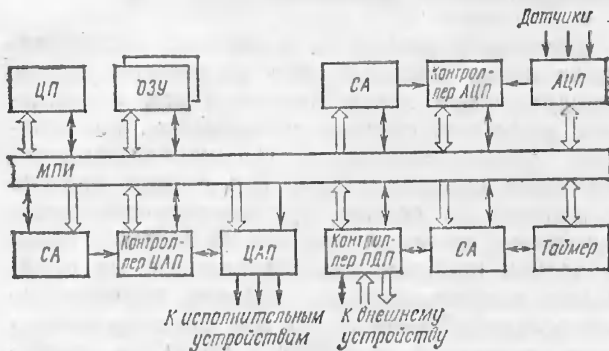 Датчики
ЦП
ОЗУ
СА
Контрол-
лер АЦП
АЦП
МПИ
СА
Контрол-
лер ЦАП
ЦАП
Контрол-
лер ПДП
СА
Таймер
К исполнительным
устройствам
К внешнему
устройству